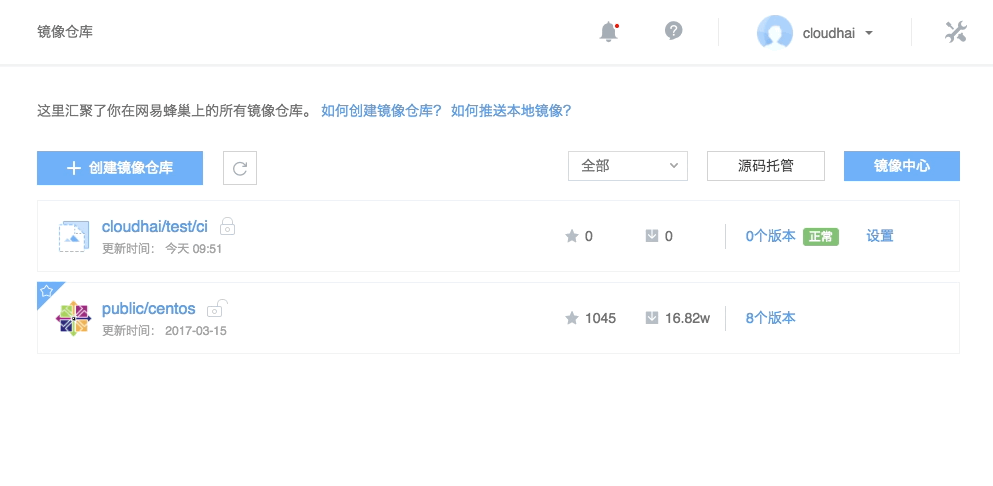 镜像仓库
cloudhai
这里汇聚了你在网易蜂巢上的所有镜像仓库。 如何创建镜像仓库? 如何推送本地镜像?
创建镜像仓库 全部 源码托管 镜像中心
cloudhai/test/ci
更新时间： 今天 09:51
0 0 0个版本 正常 设置
public/centos
更新时间： 2017-03-15
1045 16.82w 8个版本